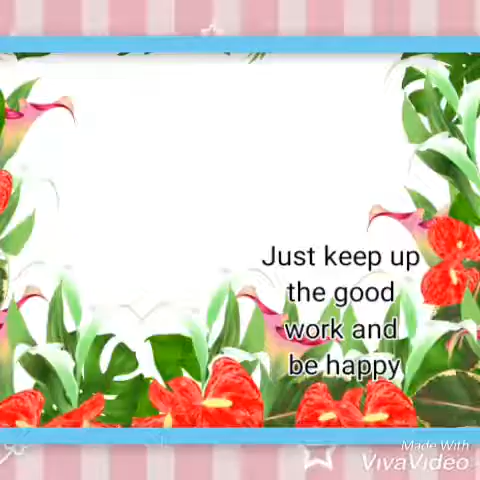 Just keep up
the good
work and
be happy
Made With
VivaVideo